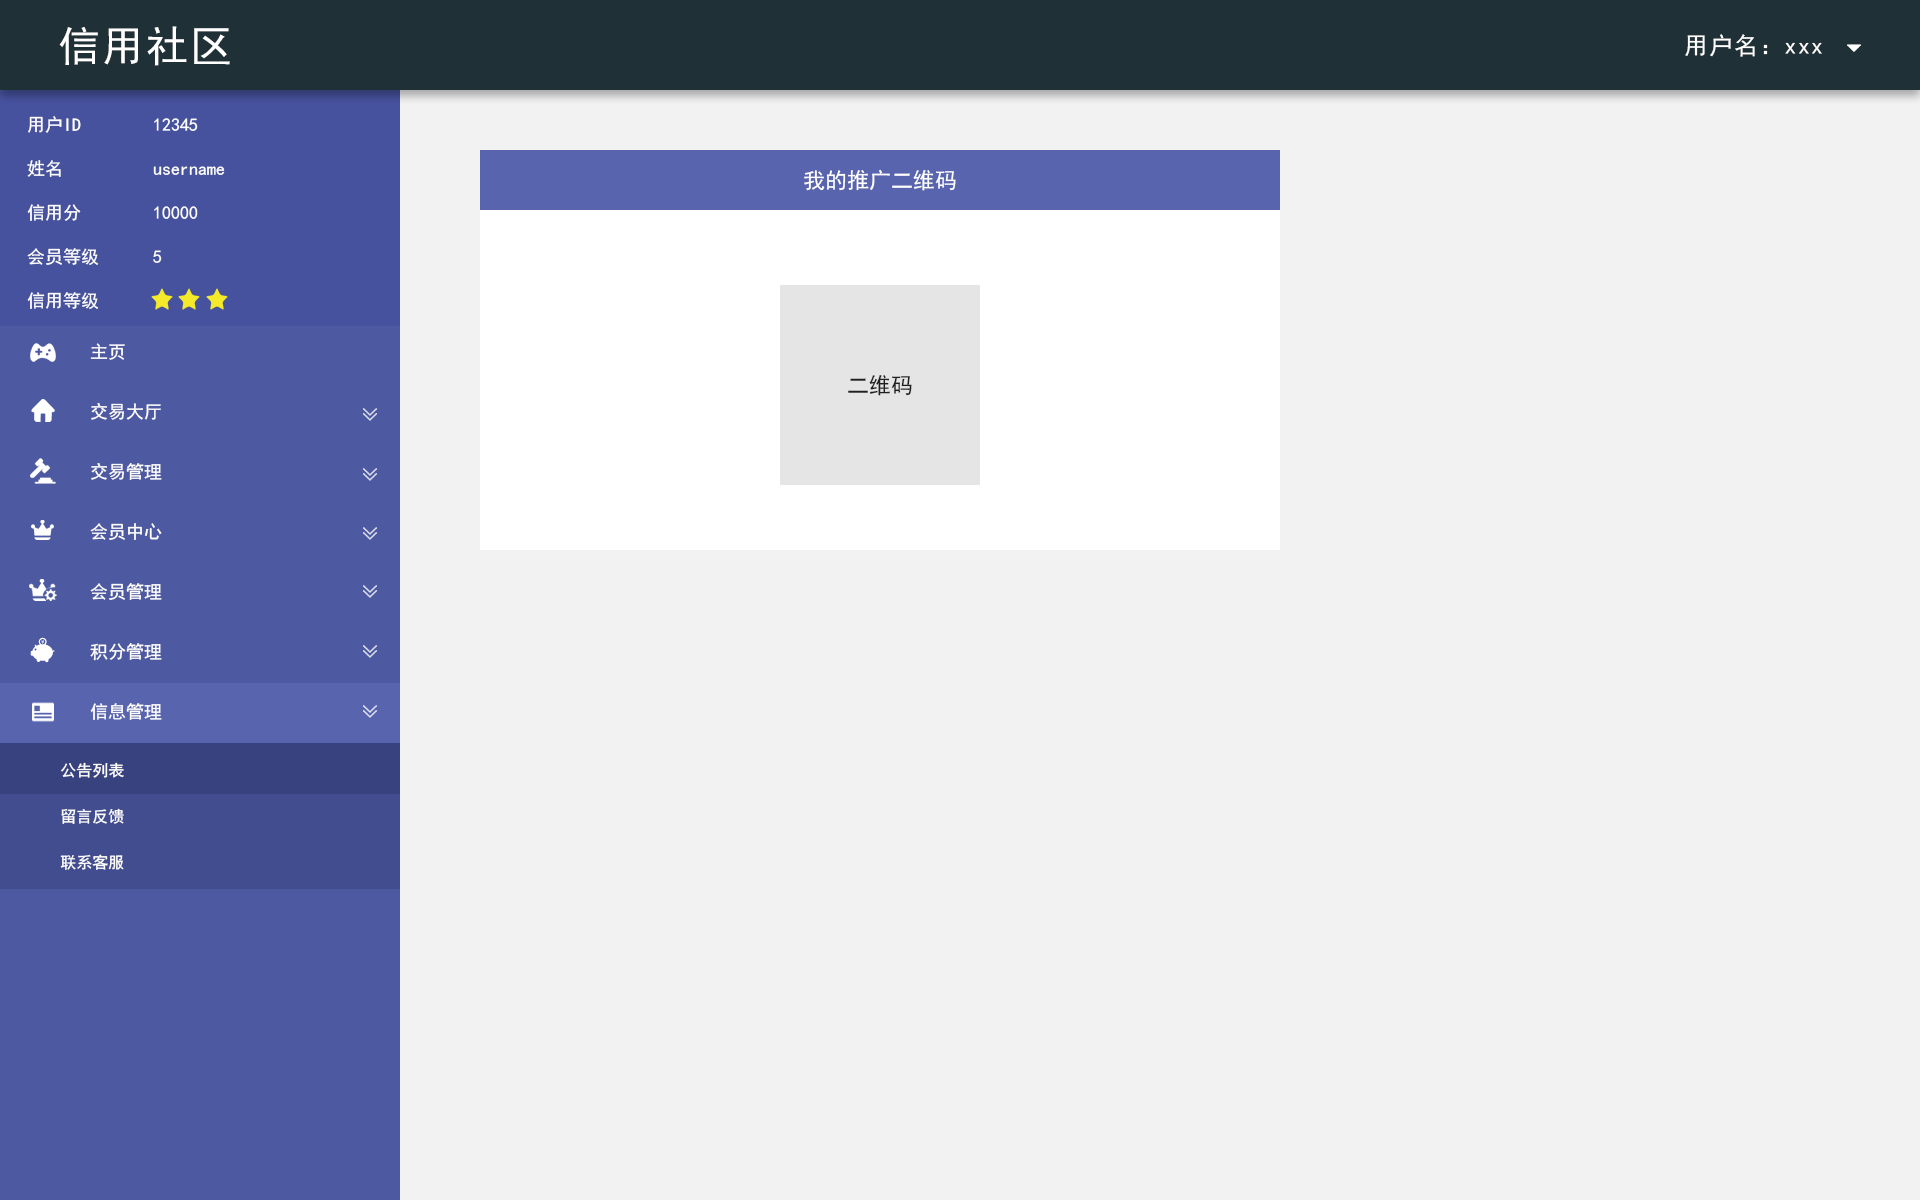 信用社区
用户名：xxx
用户ID 12345
姓名 username
信用分 10000
会员等级 5
信用等级
主页
交易大厅
交易管理
会员中心
会员管理
积分管理
信息管理
公告列表
留言反馈
联系客服
我的推广二维码
二维码